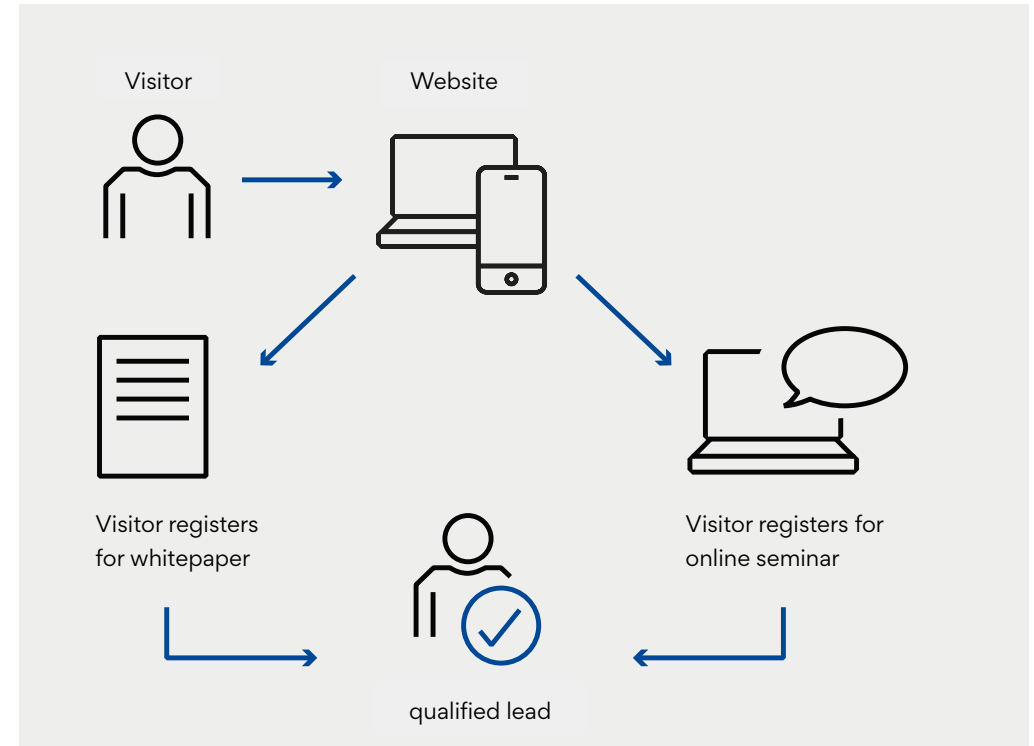 Visitor
Website
Visitor registers
for whitepaper
Visitor registers for
online seminar
qualified lead